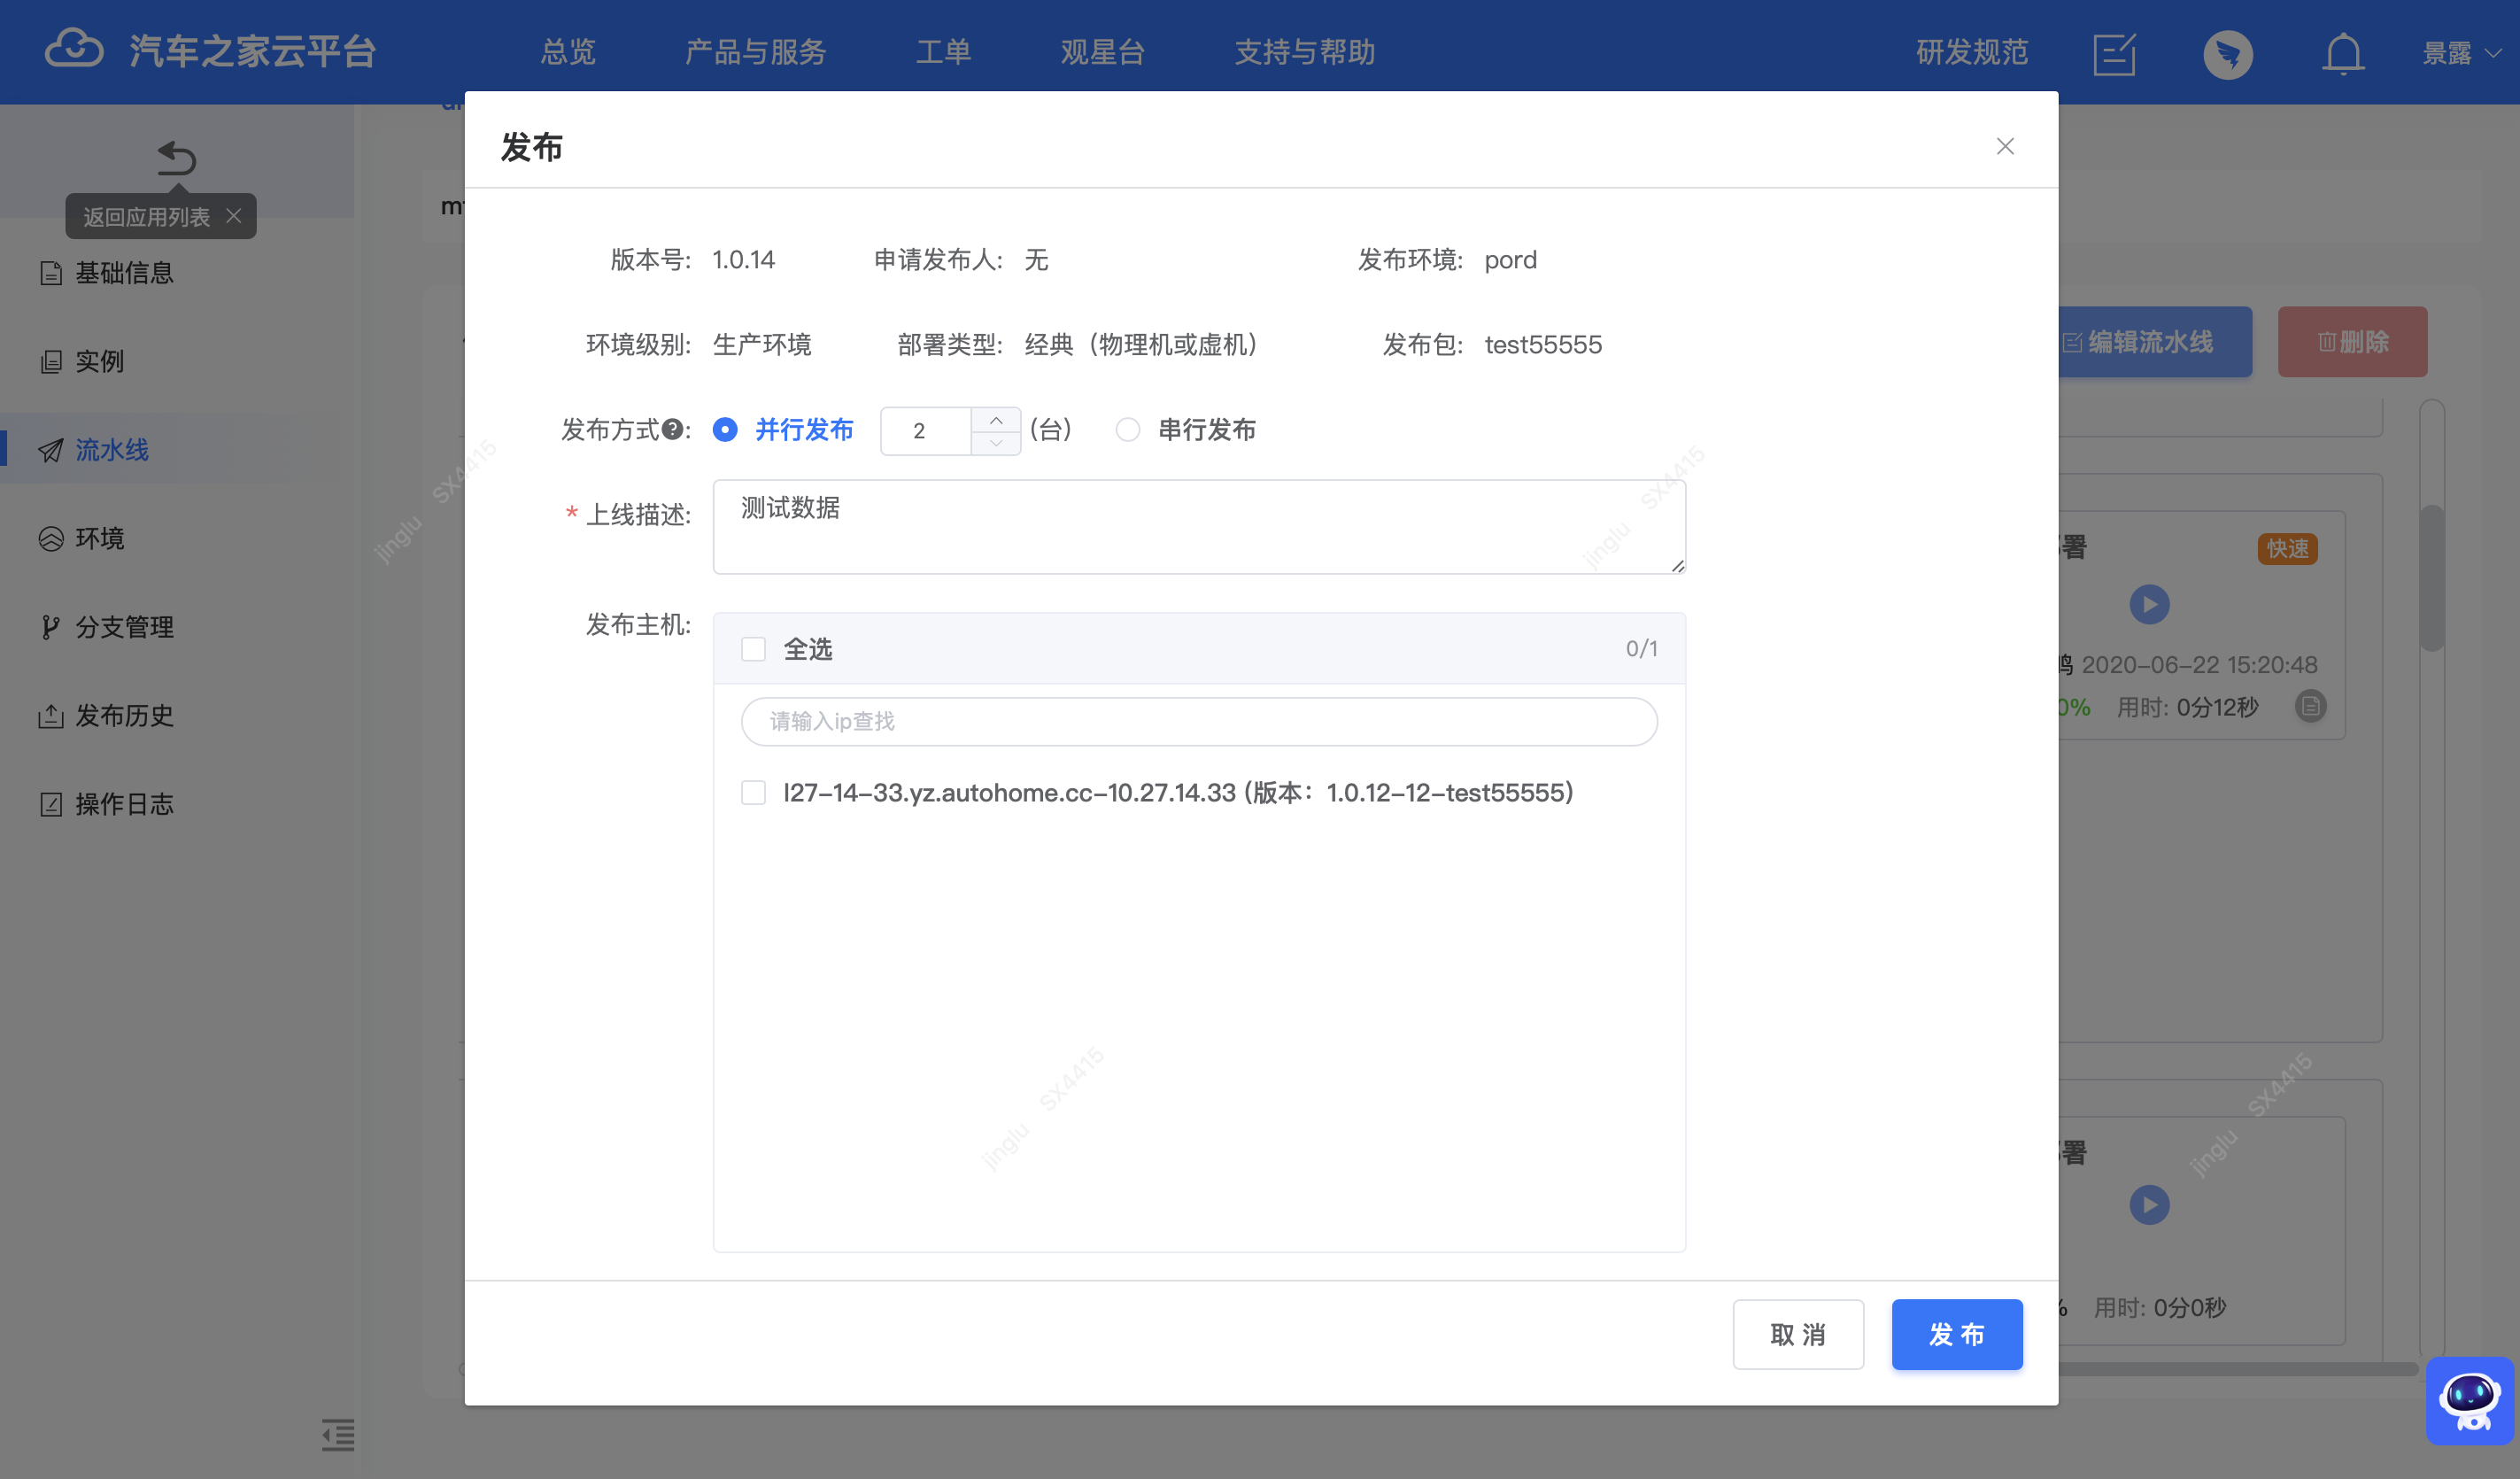 汽车之家云平台 总览 产品与服务 工单 观星台 支持与帮助 研发规范 景露
返回应用列表
基础信息
实例
流水线
环境
分支管理
发布历史
操作日志
发布
版本号: 1.0.14 申请发布人: 无 发布环境: pord
环境级别: 生产环境 部署类型: 经典（物理机或虚机） 发布包: test55555
发布方式?: 并行发布 2 (台) 串行发布
* 上线描述: 测试数据
发布主机: 全选 0/1
请输入ip查找
l27-14-33.yz.autohome.cc-10.27.14.33 (版本：1.0.12-12-test55555)
取 消 发 布
编辑流水线 删除
署 快速
2020-06-22 15:20:48
0% 用时: 0分12秒
署
% 用时: 0分0秒
jinglu SX4415
jinglu SX4415
jinglu SX4415
jinglu SX4415